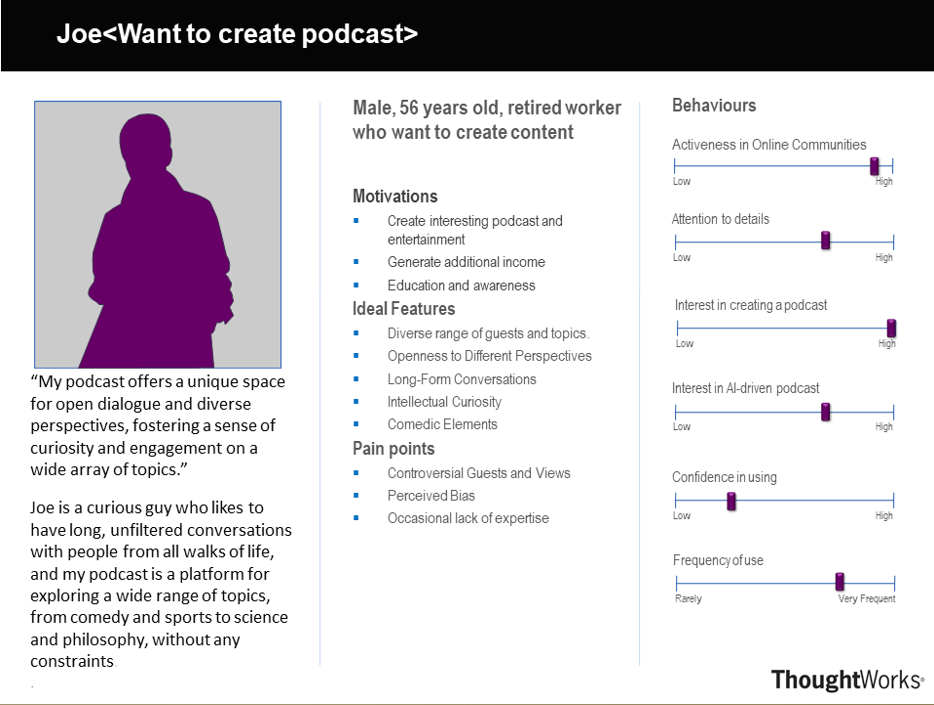 Joe<Want to create podcast>
“My podcast offers a unique space
for open dialogue and diverse
perspectives, fostering a sense of
curiosity and engagement on a
wide array of topics.”
Joe is a curious guy who likes to
have long, unfiltered conversations
with people from all walks of life,
and my podcast is a platform for
exploring a wide range of topics,
from comedy and sports to science
and philosophy, without any
constraints.
.
Male, 56 years old, retired worker
who want to create content
Motivations
Create interesting podcast and
entertainment
Generate additional income
Education and awareness
Ideal Features
Diverse range of guests and topics.
Openness to Different Perspectives
Long-Form Conversations
Intellectual Curiosity
Comedic Elements
Pain points
Controversial Guests and Views
Perceived Bias
Occasional lack of expertise
Behaviours
Activeness in Online Communities
Low High
Attention to details
Low High
Interest in creating a podcast
Low High
Interest in AI-driven podcast
Low High
Confidence in using
Low High
Frequency of use
Rarely Very Frequent
ThoughtWorks®